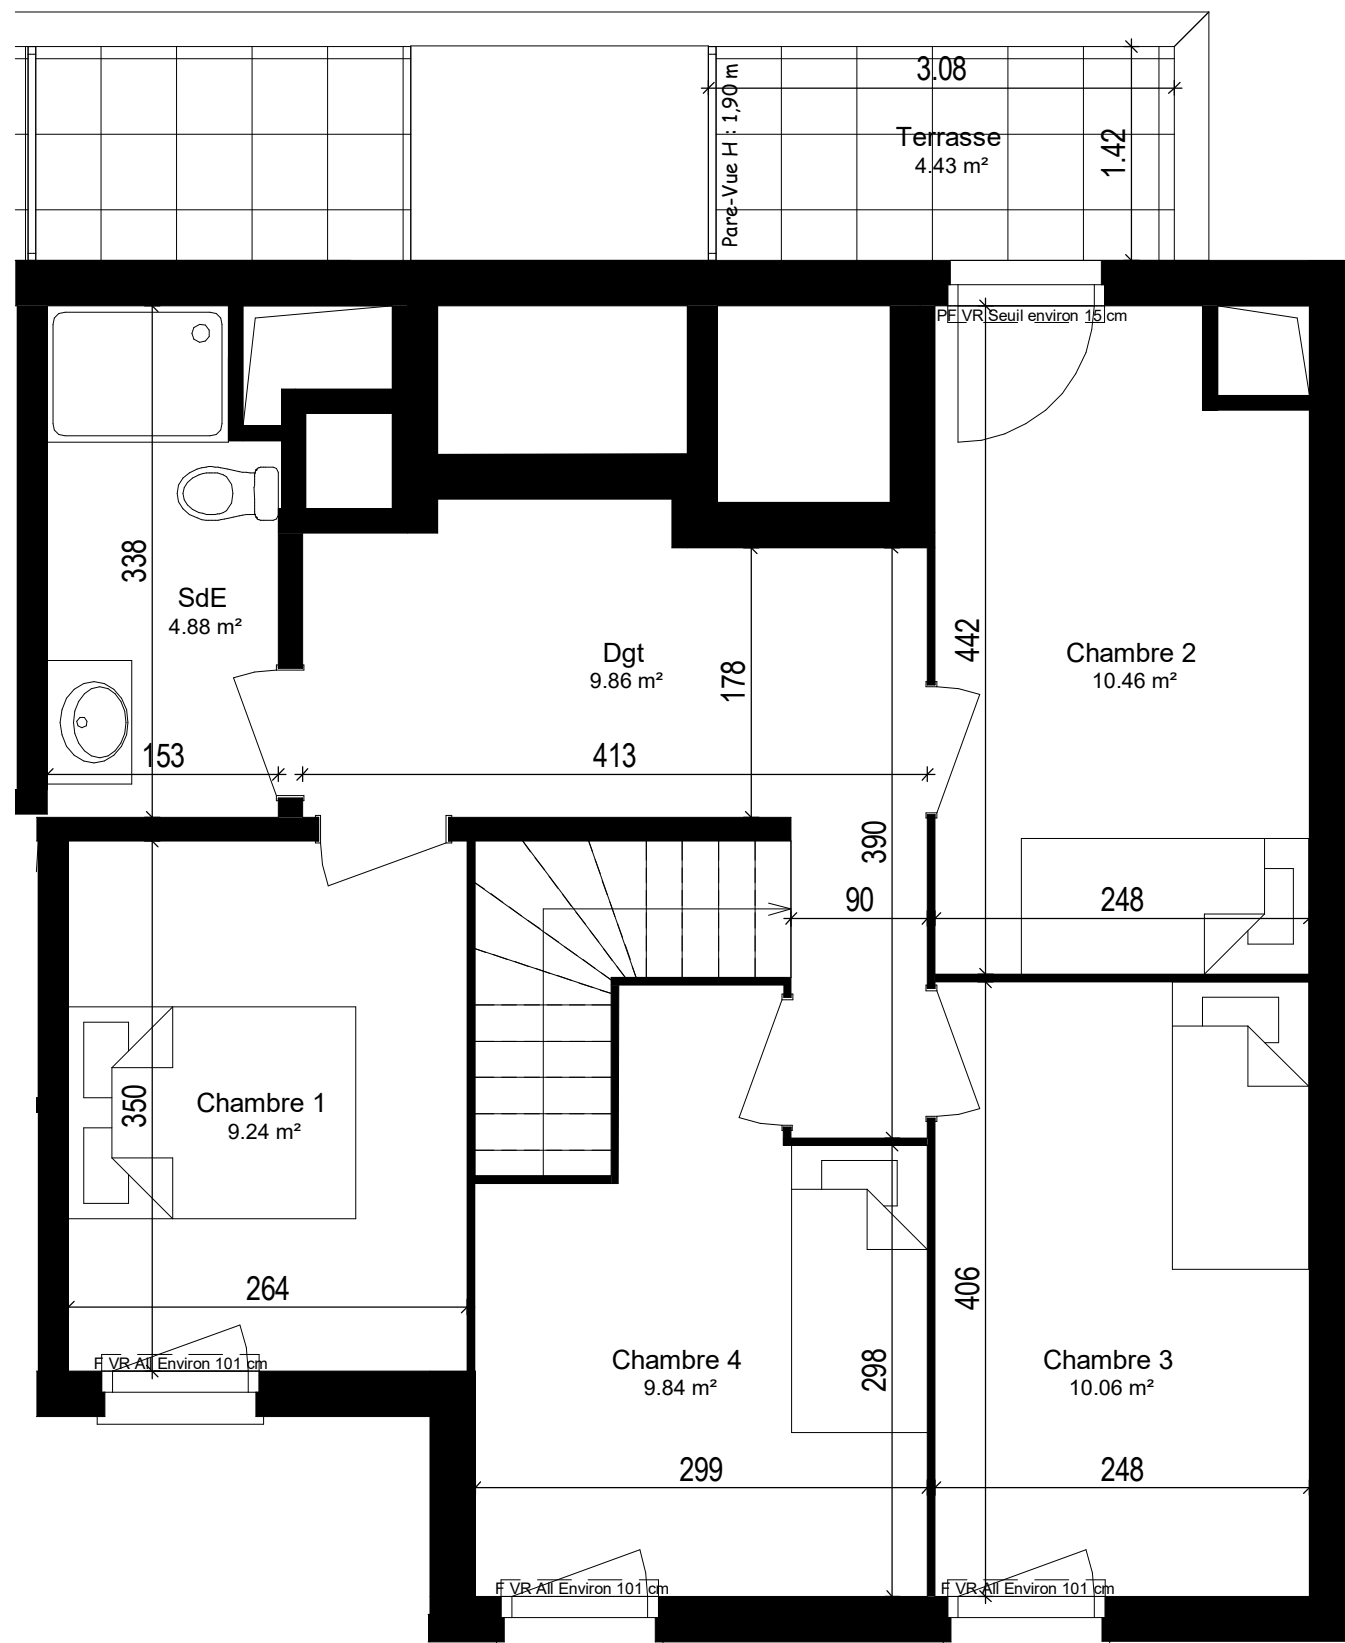 3.08
Terrasse
4.43 m²
1.42
Pare-Vue H : 1,90 m
PF VR Seuil environ 15 cm
338
SdE
4.88 m²
153
Dgt
9.86 m²
178
413
442
Chambre 2
10.46 m²
390
90
248
350
Chambre 1
9.24 m²
264
F VR All Environ 101 cm
406
298
Chambre 4
9.84 m²
Chambre 3
10.06 m²
299
248
F VR All Environ 101 cm
F VR All Environ 101 cm